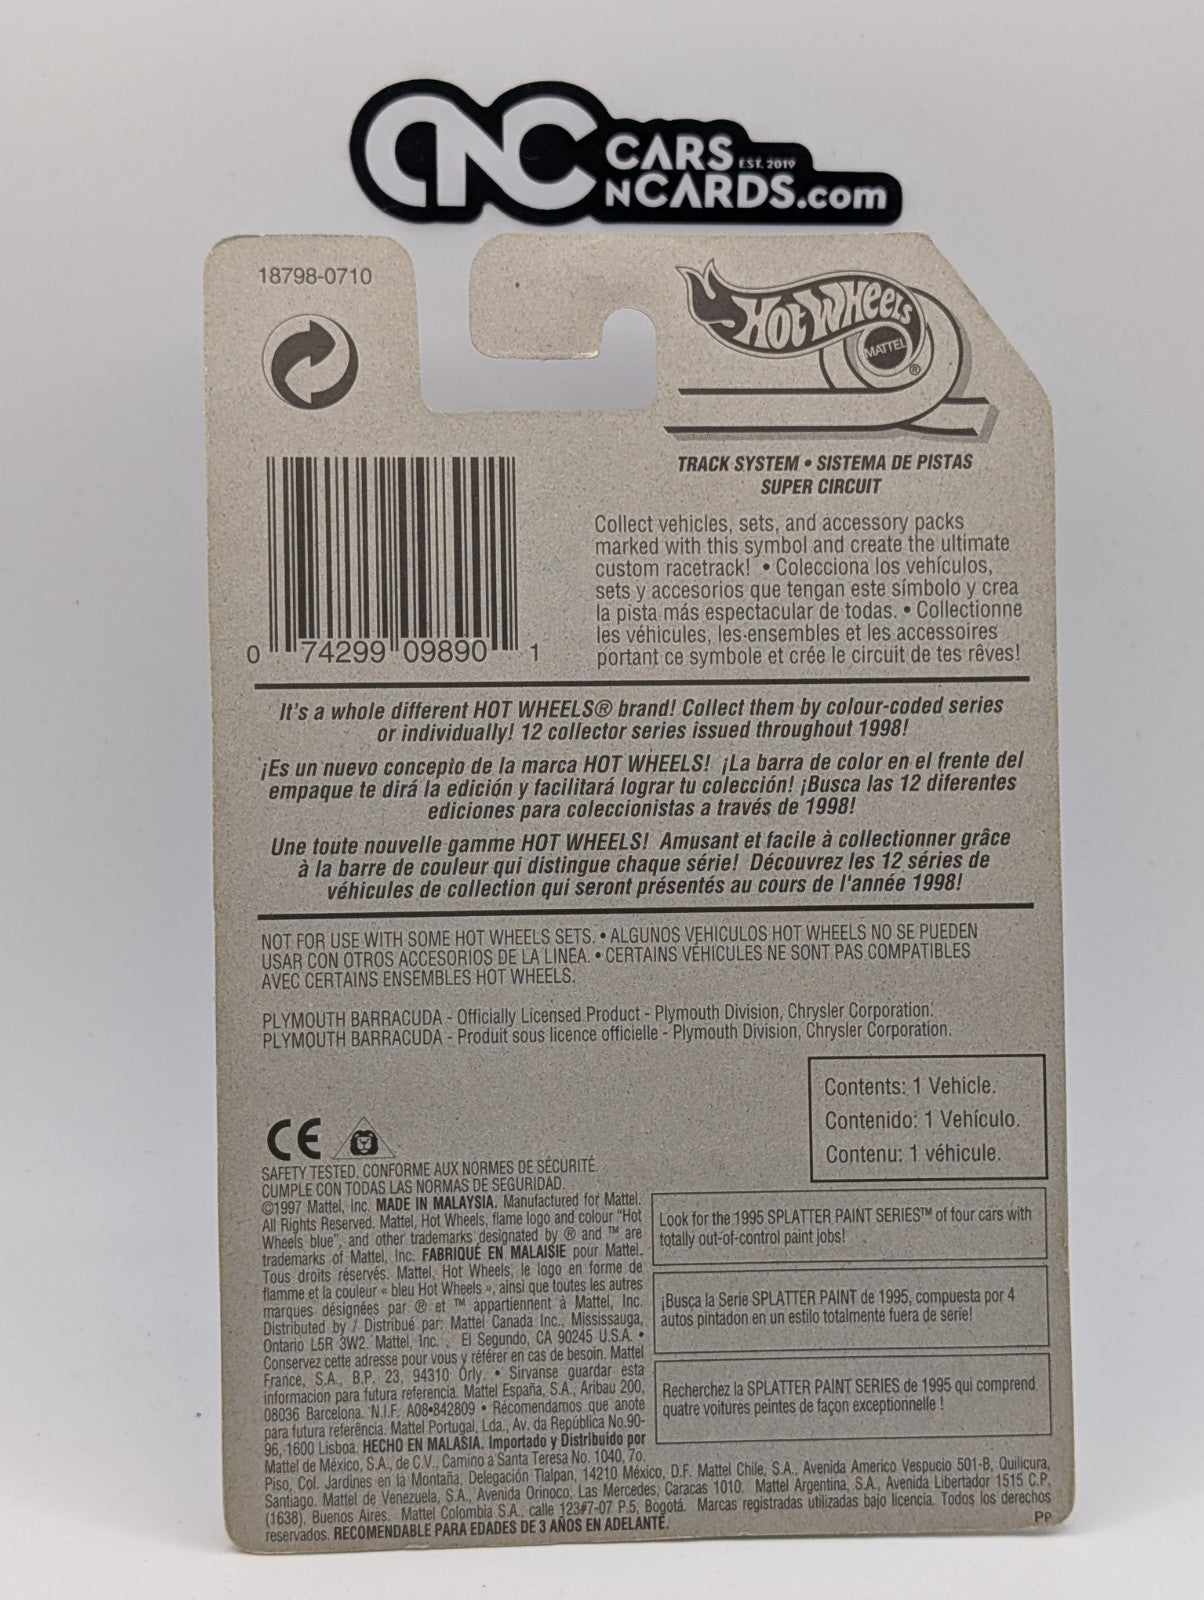 CNC CARS EST. 2019
NCARDS.com
18798-0710
HOT WHEELS
MATTEL
®
TRACK SYSTEM • SISTEMA DE PISTAS
SUPER CIRCUIT
Collect vehicles, sets, and accessory packs
marked with this symbol and create the ultimate
custom racetrack! • Colecciona los vehículos,
sets y accesorios que tengan este símbolo y crea
la pista más espectacular de todas. • Collectionne
les véhicules, les ensembles et les accessoires
portant ce symbole et crée le circuit de tes rêves!
0 74299 09890 1
It's a whole different HOT WHEELS® brand! Collect them by colour-coded series
or individually! 12 collector series issued throughout 1998!
¡Es un nuevo concepto de la marca HOT WHEELS! ¡La barra de color en el frente del
empaque te dirá la edición y facilitará lograr tu colección! ¡Busca las 12 diferentes
ediciones para coleccionistas a través de 1998!
Une toute nouvelle gamme HOT WHEELS! Amusant et facile à collectionner grâce
à la barre de couleur qui distingue chaque série! Découvrez les 12 séries de
véhicules de collection qui seront présentés au cours de l'année 1998!
NOT FOR USE WITH SOME HOT WHEELS SETS. • ALGUNOS VEHICULOS HOT WHEELS NO SE PUEDEN
USAR CON OTROS ACCESORIOS DE LA LINEA. • CERTAINS VÉHICULES NE SONT PAS COMPATIBLES
AVEC CERTAINS ENSEMBLES HOT WHEELS.
PLYMOUTH BARRACUDA - Officially Licensed Product - Plymouth Division, Chrysler Corporation.
PLYMOUTH BARRACUDA - Produit sous licence officielle - Plymouth Division, Chrysler Corporation.
Contents: 1 Vehicle.
Contenido: 1 Vehículo.
Contenu: 1 véhicule.
CE
SAFETY TESTED. CONFORME AUX NORMES DE SÉCURITÉ.
CUMPLE CON TODAS LAS NORMAS DE SEGURIDAD.
©1997 Mattel, Inc. MADE IN MALAYSIA. Manufactured for Mattel.
All Rights Reserved. Mattel, Hot Wheels, flame logo and colour "Hot
Wheels blue", and other trademarks designated by ® and ™ are
trademarks of Mattel, Inc. FABRIQUÉ EN MALAISIE pour Mattel.
Tous droits réservés. Mattel, Hot Wheels, le logo en forme de
flamme et la couleur « bleu Hot Wheels », ainsi que toutes les autres
marques désignées par ® et ™ appartiennent à Mattel, Inc.
Distributed by / Distribué par: Mattel Canada Inc., Mississauga,
Ontario L5R 3W2. Mattel, Inc. . El Segundo, CA 90245 U.S.A. •
Conservez cette adresse pour vous y référer en cas de besoin. Mattel
France, S.A., B.P. 23, 94310 Orly. • Sirvanse guardar esta
informacion para futura referencia. Mattel España, S.A., Aribau 200,
08036 Barcelona. N.I.F. A08•842809 • Récomendamos que anote
para futura referência. Mattel Portugal, Lda., Av. da República No.90-
96, 1600 Lisboa. HECHO EN MALASIA. Importado y Distribuido por
Mattel de México, S.A., de C.V., Camino a Santa Teresa No. 1040, 7o.
Piso, Col. Jardines en la Montaña, Delegación Tlalpan, 14210 México, D.F. Mattel Chile, S.A., Avenida Americo Vespucio 501-B, Quilicura,
Santiago. Mattel de Venezuela, S.A., Avenida Orinoco, Las Mercedes, Caracas 1010. Mattel Argentina, S.A., Avenida Libertador 1515 C.P.
(1638), Buenos Aires. Mattel Colombia S.A., calle 123#7-07 P.5, Bogotá. Marcas registradas utilizadas bajo licencia. Todos los derechos
reservados. RECOMENDABLE PARA EDADES DE 3 AÑOS EN ADELANTE.
Look for the 1995 SPLATTER PAINT SERIES™ of four cars with
totally out-of-control paint jobs!
¡Busca la Serie SPLATTER PAINT de 1995, compuesta por 4
autos pintadon en un estilo totalmente fuera de serie!
Recherchez la SPLATTER PAINT SERIES de 1995 qui comprend
quatre voitures peintes de façon exceptionnelle !
PP